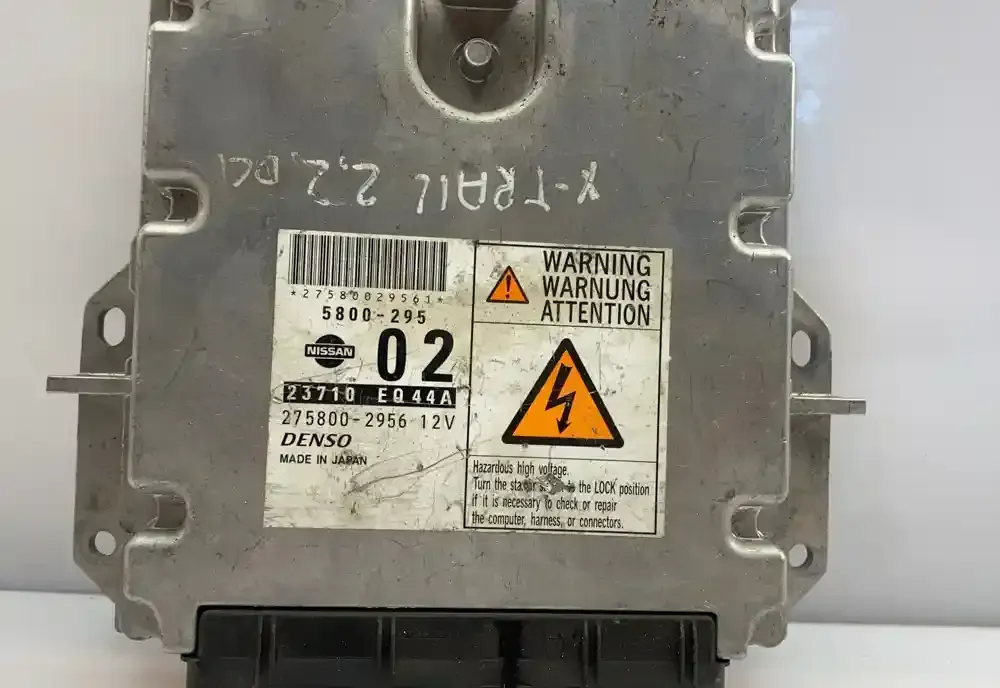 X-TRAIL 2,2 DCI
*27580029561*
5800-295
NISSAN
02
23710 EQ44A
275800-2956 12V
DENSO
MADE IN JAPAN
WARNING
WARNUNG
ATTENTION
Hazardous high voltage.
Turn the to the LOCK position
if it is necessary to check or repair
the computer, harness, or connectors.